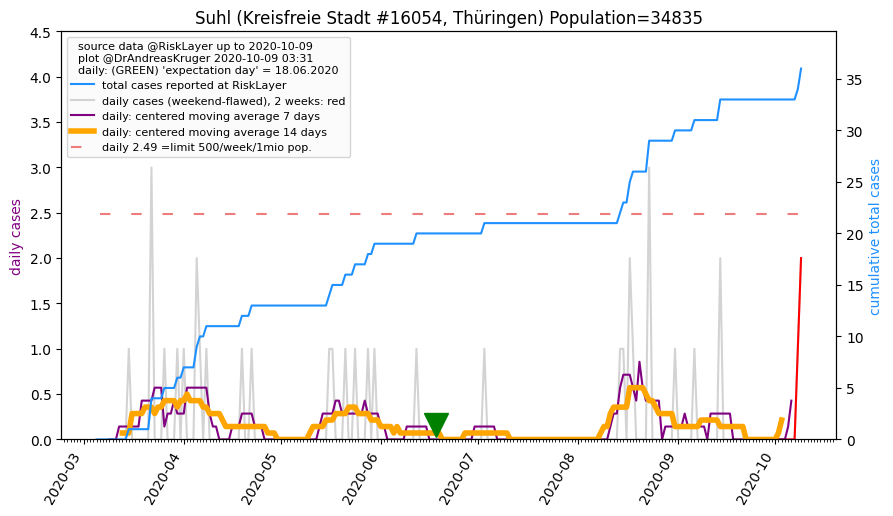 Suhl (Kreisfreie Stadt #16054, Thüringen) Population=34835
source data @RiskLayer up to 2020-10-09
plot @DrAndreasKruger 2020-10-09 03:31
daily: (GREEN) 'expectation day' = 18.06.2020
total cases reported at RiskLayer
daily cases (weekend-flawed), 2 weeks: red
daily: centered moving average 7 days
daily: centered moving average 14 days
daily 2.49 =limit 500/week/1mio pop.
daily cases
4.5
4.0
3.5
3.0
2.5
2.0
1.5
1.0
0.5
0.0
cumulative total cases
35
30
25
20
15
10
5
0
2020-03
2020-04
2020-05
2020-06
2020-07
2020-08
2020-09
2020-10